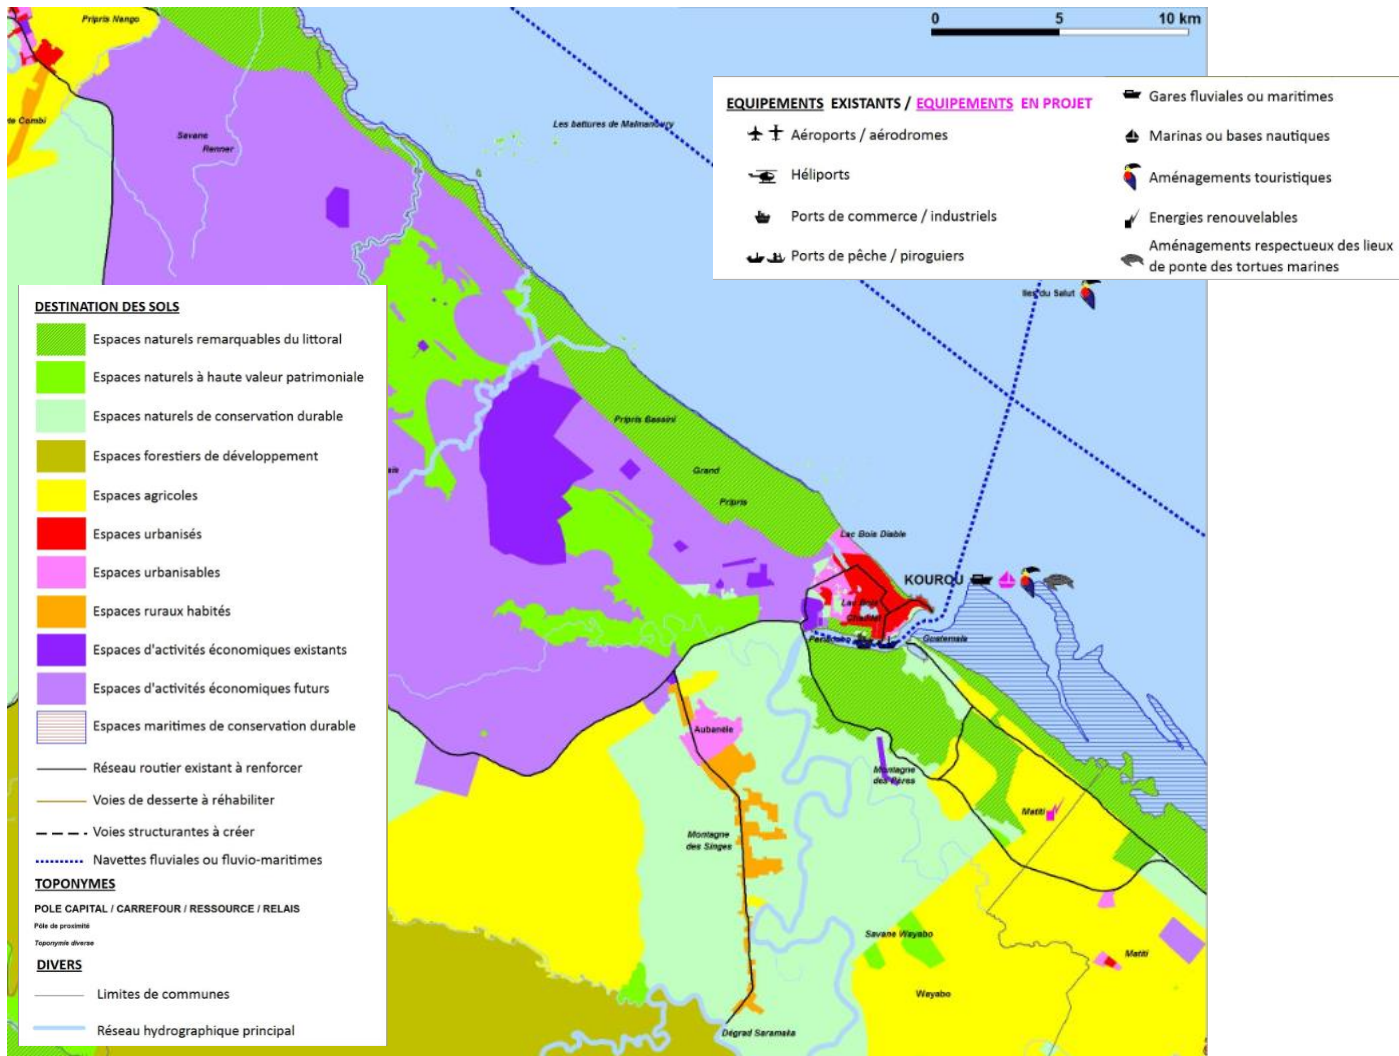 Pripris Nango
0 5 10 km
EQUIPEMENTS EXISTANTS / EQUIPEMENTS EN PROJET
Aéroports / aérodromes
Héliports
Ports de commerce / industriels
Ports de pêche / piroguiers
Gares fluviales ou maritimes
Marinas ou bases nautiques
Aménagements touristiques
Energies renouvelables
Aménagements respectueux des lieux
de ponte des tortues marines
Combi
Savane
Renner
Les battures de Malmanoury
Iles du Salut
DESTINATION DES SOLS
Espaces naturels remarquables du littoral
Espaces naturels à haute valeur patrimoniale
Espaces naturels de conservation durable
Espaces forestiers de développement
Espaces agricoles
Espaces urbanisés
Espaces urbanisables
Espaces ruraux habités
Espaces d'activités économiques existants
Espaces d'activités économiques futurs
Espaces maritimes de conservation durable
Réseau routier existant à renforcer
Voies de desserte à réhabiliter
Voies structurantes à créer
Navettes fluviales ou fluvio-maritimes
TOPONYMES
POLE CAPITAL / CARREFOUR / RESSOURCE / RELAIS
Pôle de proximité
Toponymie diverse
DIVERS
Limites de communes
Réseau hydrographique principal
Pripris Bassini
Grand
Pripris
Lac Bois Diable
KOUROU
Lac Bois
Guatemala
Aubanèle
Montagne
des Pères
Matiti
Montagne
des Singes
Savane Wayabo
Matiti
Wayabo
Dégrad Saramaka